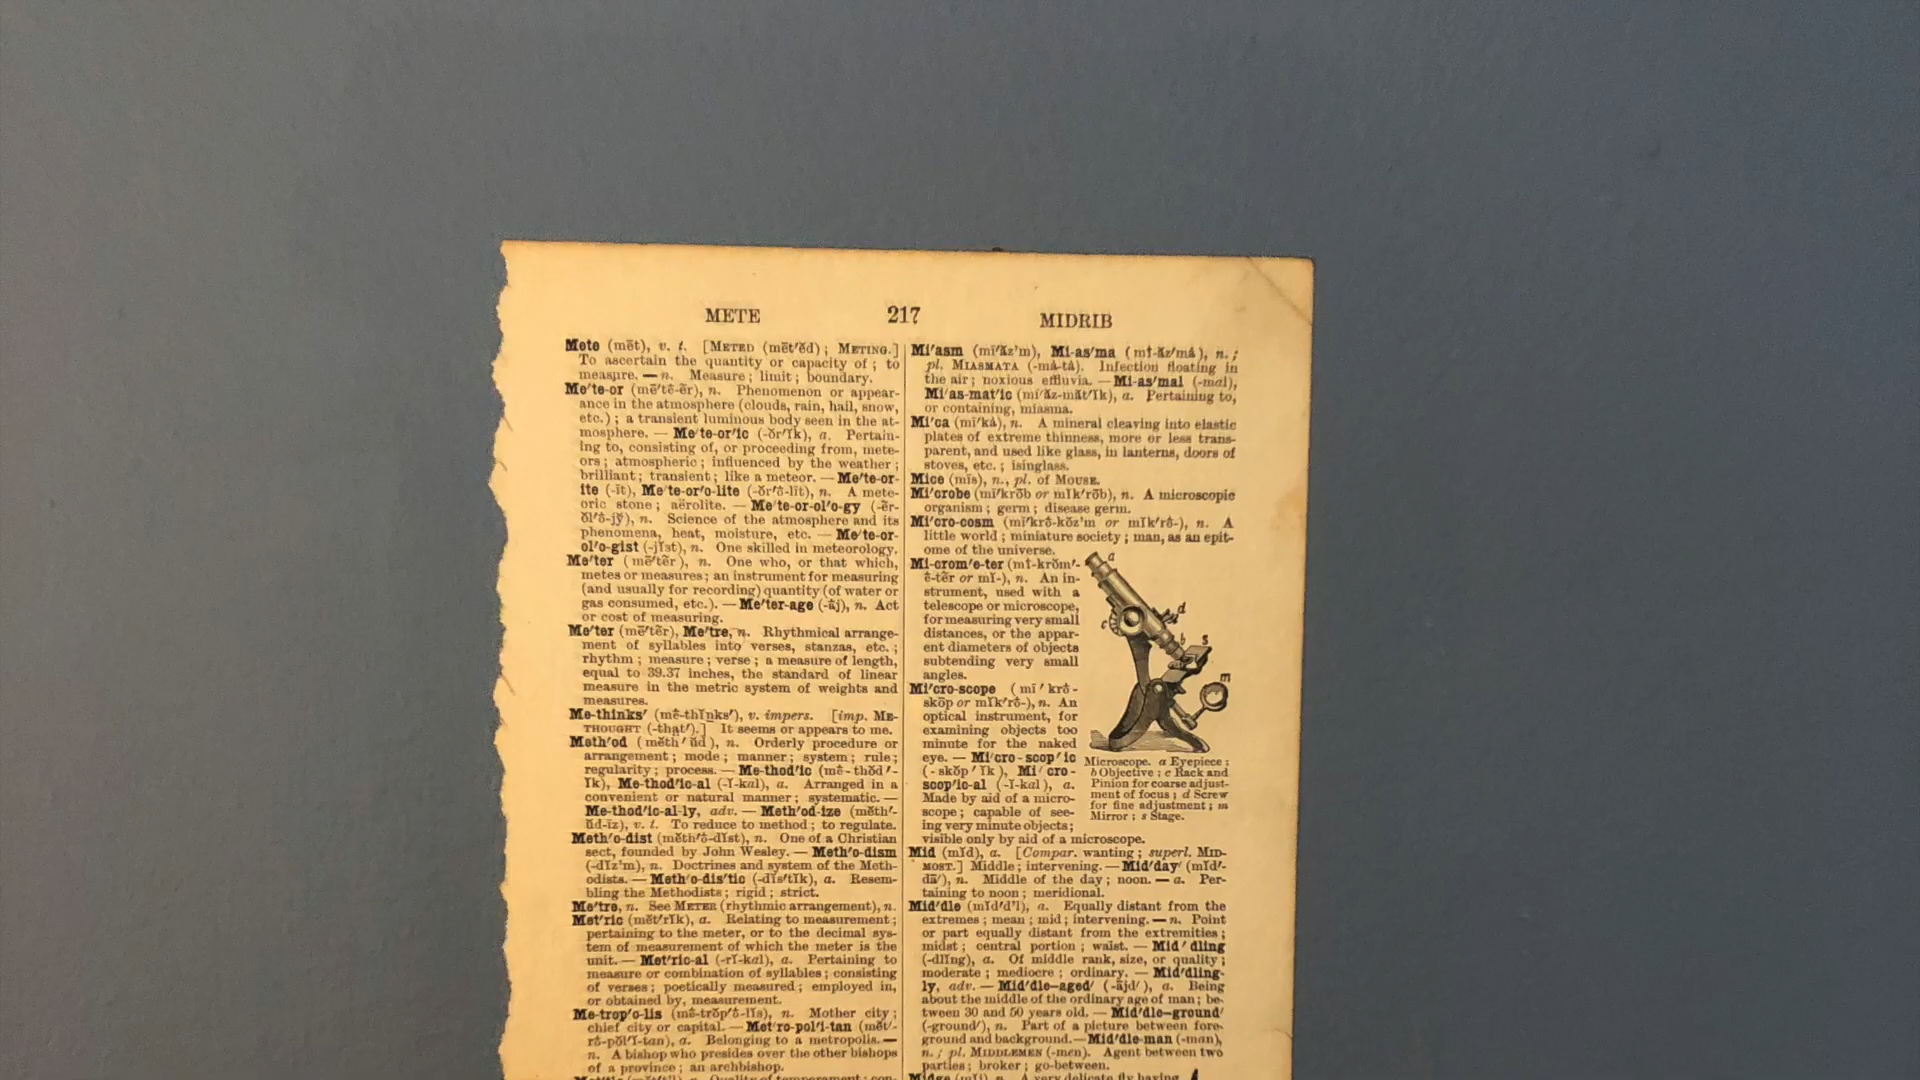 METE 217 MIDRIB
Mete (mēt), v. t. [METED (mēt′ĕd); METING.]
To ascertain the quantity or capacity of; to
measure. — n. Measure; limit; boundary.
Me′te-or (mē′tê-ẽr), n. Phenomenon or appear-
ance in the atmosphere (clouds, rain, hail, snow,
etc.); a transient luminous body seen in the at-
mosphere. — Me′te-or′ic (-ŏr′ĭk), a. Pertain-
ing to, consisting of, or proceeding from, mete-
ors; atmospheric; influenced by the weather;
brilliant; transient; like a meteor. — Me′te-or-
ite (-īt), Me′te-or′o-lite (-ŏr′ô-līt), n. A mete-
oric stone; aërolite. — Me′te-or-ol′o-gy (-ẽr-
ŏl′ô-jy̆), n. Science of the atmosphere and its
phenomena, heat, moisture, etc. — Me′te-or-
ol′o-gist (-jĭst), n. One skilled in meteorology.
Me′ter (mē′tẽr), n. One who, or that which,
metes or measures; an instrument for measuring
(and usually for recording) quantity (of water or
gas consumed, etc.). — Me′ter-age (-âj), n. Act
or cost of measuring.
Me′ter (mē′tẽr), Me′tre, n. Rhythmical arrange-
ment of syllables into verses, stanzas, etc.;
rhythm; measure; verse; a measure of length,
equal to 39.37 inches, the standard of linear
measure in the metric system of weights and
measures.
Me-thinks′ (mê-thĭnks′), v. impers. [imp. ME-
THOUGHT (-thạt′).] It seems or appears to me.
Meth′od (mĕth′ŭd), n. Orderly procedure or
arrangement; mode; manner; system; rule;
regularity; process. — Me-thod′ic (mê-thŏd′-
ĭk), Me-thod′ic-al (-ĭ-kal), a. Arranged in a
convenient or natural manner; systematic. —
Me-thod′ic-al-ly, adv. — Meth′od-ize (mĕth′-
ŭd-īz), v. t. To reduce to method; to regulate.
Meth′o-dist (mĕth′ô-dĭst), n. One of a Christian
sect, founded by John Wesley. — Meth′o-dism
(-dĭz'm), n. Doctrines and system of the Meth-
odists. — Meth′o-dis′tic (-dĭs′tĭk), a. Resem-
bling the Methodists; rigid; strict.
Me′tre, n. See METER (rhythmic arrangement), n.
Met′ric (mĕt′rĭk), a. Relating to measurement;
pertaining to the meter, or to the decimal sys-
tem of measurement of which the meter is the
unit. — Met′ric-al (-rĭ-kal), a. Pertaining to
measure or combination of syllables; consisting
of verses; poetically measured; employed in,
or obtained by, measurement.
Me-trop′o-lis (mê-trŏp′ô-lĭs), n. Mother city;
chief city or capital. — Met′ro-pol′i-tan (mĕt′-
rô-pŏl′ĭ-tan), a. Belonging to a metropolis. —
n. A bishop who presides over the other bishops
of a province; an archbishop.
Mi′asm (mī′ăz'm), Mi-as′ma (mî-ăz′mȧ), n.;
pl. MIASMATA (-mȧ-tȧ). Infection floating in
the air; noxious effluvia. — Mi-as′mal (-mal),
Mi′as-mat′ic (mī′ăz-măt′ĭk), a. Pertaining to,
or containing, miasma.
Mi′ca (mī′kȧ), n. A mineral cleaving into elastic
plates of extreme thinness, more or less trans-
parent, and used like glass, in lanterns, doors of
stoves, etc.; isinglass.
Mice (mīs), n., pl. of MOUSE.
Mi′crobe (mī′krōb or mĭk′rōb), n. A microscopic
organism; germ; disease germ.
Mi′cro-cosm (mī′krô-kŏz'm or mĭk′rô-), n. A
little world; miniature society; man, as an epit-
ome of the universe.
Mi-crom′e-ter (mî-krŏm′-
ê-tẽr or mĭ-), n. An in-
strument, used with a
telescope or microscope,
for measuring very small
distances, or the appar-
ent diameters of objects
subtending very small
angles.
Mi′cro-scope (mī′krô-
skōp or mĭk′rô-), n. An
optical instrument, for
examining objects too
minute for the naked
eye. — Mi′cro-scop′ic
(-skŏp′ĭk), Mi′cro-
scop′ic-al (-ĭ-kal), a.
Made by aid of a micro-
scope; capable of see-
ing very minute objects;
visible only by aid of a microscope.
a
c
d
b
s
m
Microscope. a Eyepiece;
b Objective; c Rack and
Pinion for coarse adjust-
ment of focus; d Screw
for fine adjustment; m
Mirror; s Stage.
Mid (mĭd), a. [Compar. wanting; superl. MID-
MOST.] Middle; intervening. — Mid′day′ (mĭd′-
dā′), n. Middle of the day; noon. — a. Per-
taining to noon; meridional.
Mid′dle (mĭd′d'l), a. Equally distant from the
extremes; mean; mid; intervening. — n. Point
or part equally distant from the extremities;
midst; central portion; waist. — Mid′dling
(-dlĭng), a. Of middle rank, size, or quality;
moderate; mediocre; ordinary. — Mid′dling-
ly, adv. — Mid′dle-aged′ (-ājd′), a. Being
about the middle of the ordinary age of man; be-
tween 30 and 50 years old. — Mid′dle-ground′
(-ground′), n. Part of a picture between fore-
ground and background. — Mid′dle-man (-man),
n.; pl. MIDDLEMEN (-men). Agent between two
parties; broker; go-between.